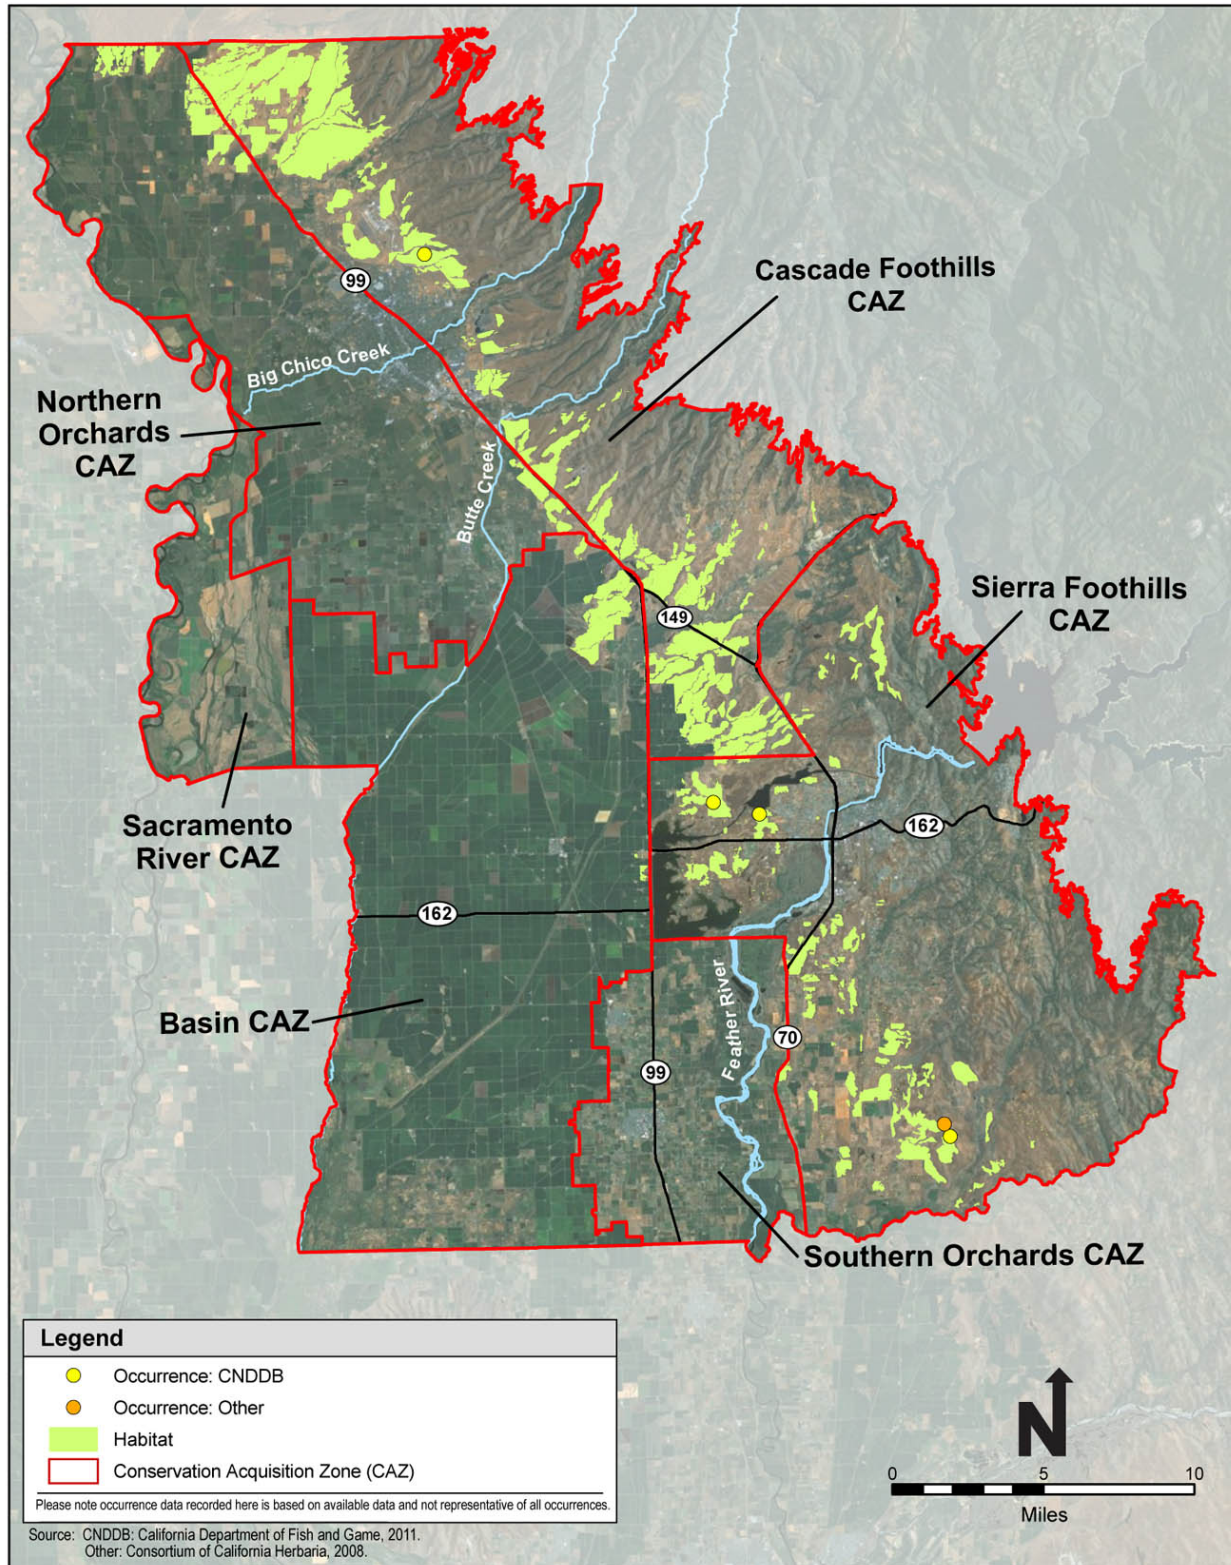 Cascade Foothills
CAZ
99
Big Chico Creek
Northern
Orchards
CAZ
Butte Creek
Sierra Foothills
CAZ
149
Sacramento
River CAZ
162
162
Basin CAZ
Feather River
70
99
Southern Orchards CAZ
Legend
Occurrence: CNDDB
Occurrence: Other
Habitat
Conservation Acquisition Zone (CAZ)
Please note occurrence data recorded here is based on available data and not representative of all occurrences.
Source: CNDDB: California Department of Fish and Game, 2011.
Other: Consortium of California Herbaria, 2008.
N
0 5 10
Miles